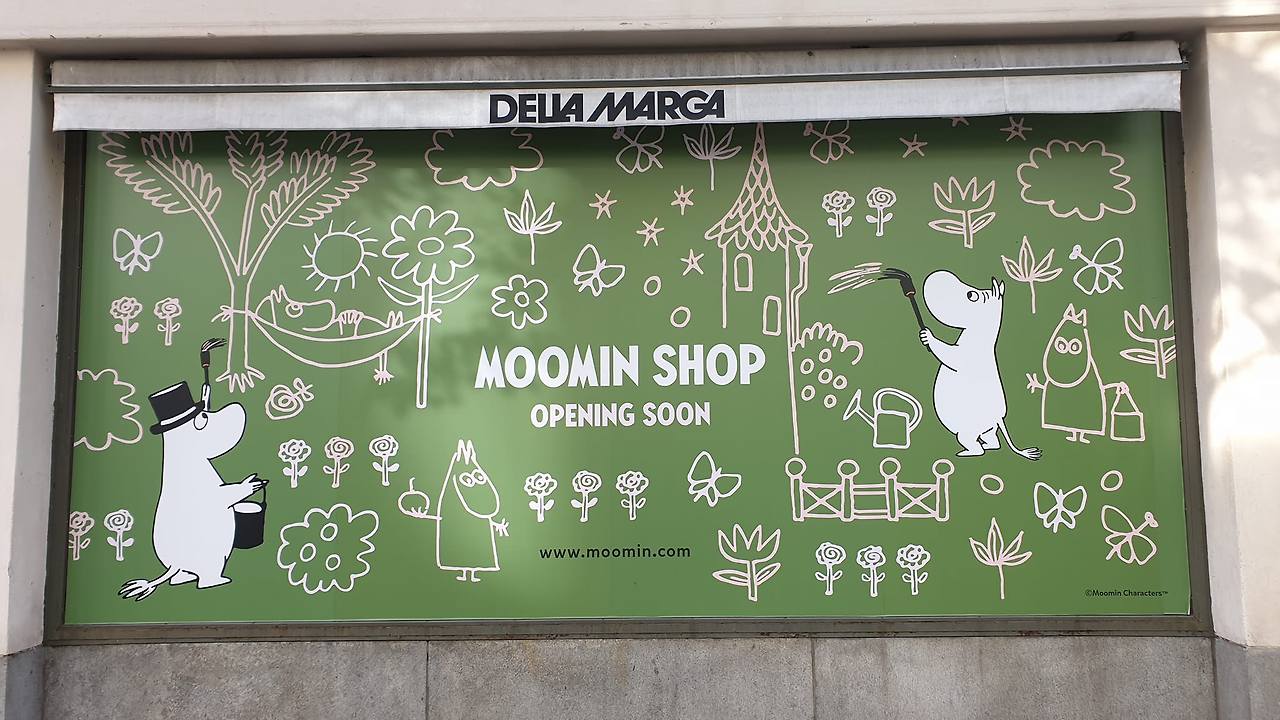 DELLA MARGA
MOOMIN SHOP
OPENING SOON
www.moomin.com
©Moomin Characters™